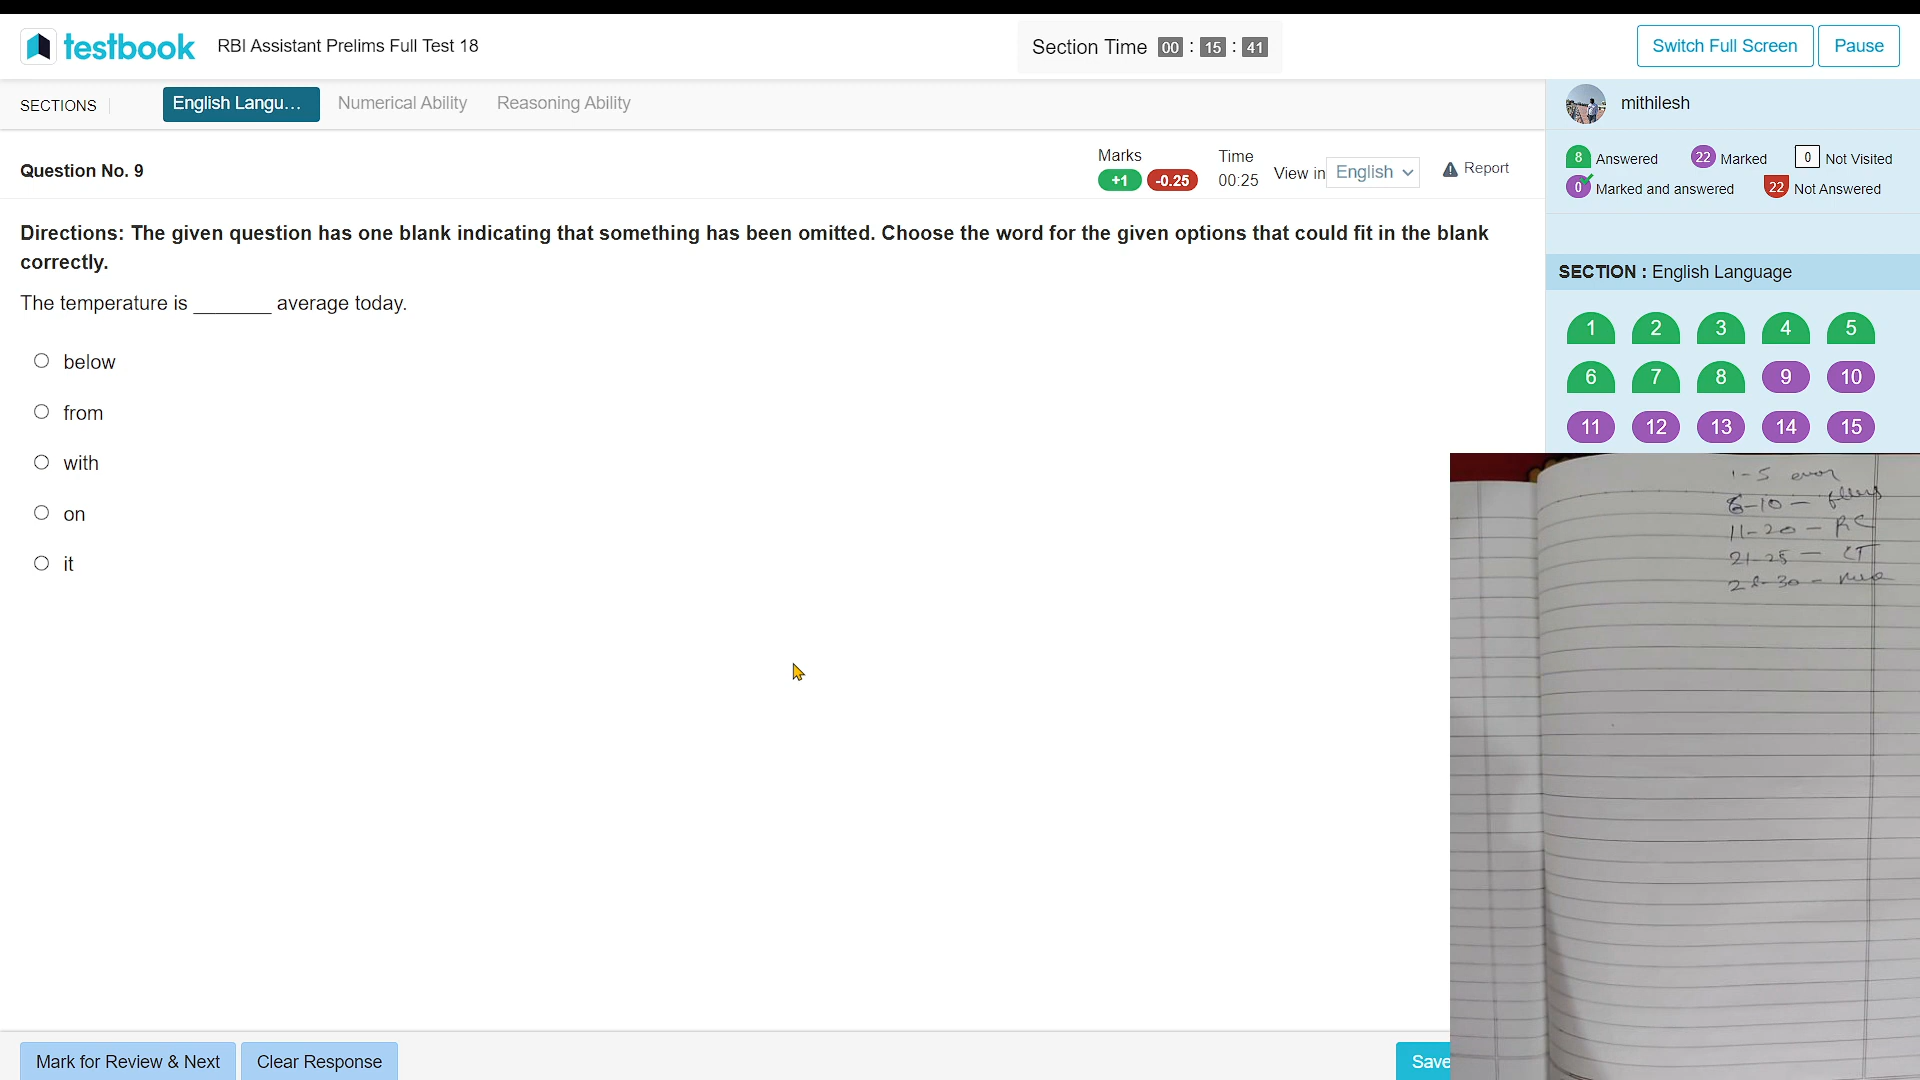 testbook
RBI Assistant Prelims Full Test 18
Section Time 00 : 15 : 41
Switch Full Screen
Pause
SECTIONS
English Langu...
Numerical Ability
Reasoning Ability
mithilesh
Question No. 9
Marks
+1 -0.25
Time
00:25
View in English
Report
8 Answered
22 Marked
0 Not Visited
0 Marked and answered
22 Not Answered
Directions: The given question has one blank indicating that something has been omitted. Choose the word for the given options that could fit in the blank
correctly.
The temperature is _______ average today.
below
from
with
on
it
SECTION : English Language
1 2 3 4 5
6 7 8 9 10
11 12 13 14 15
1-5
6-10 —
11-20 — RC
21-25 — CT
Mark for Review & Next
Clear Response
Save